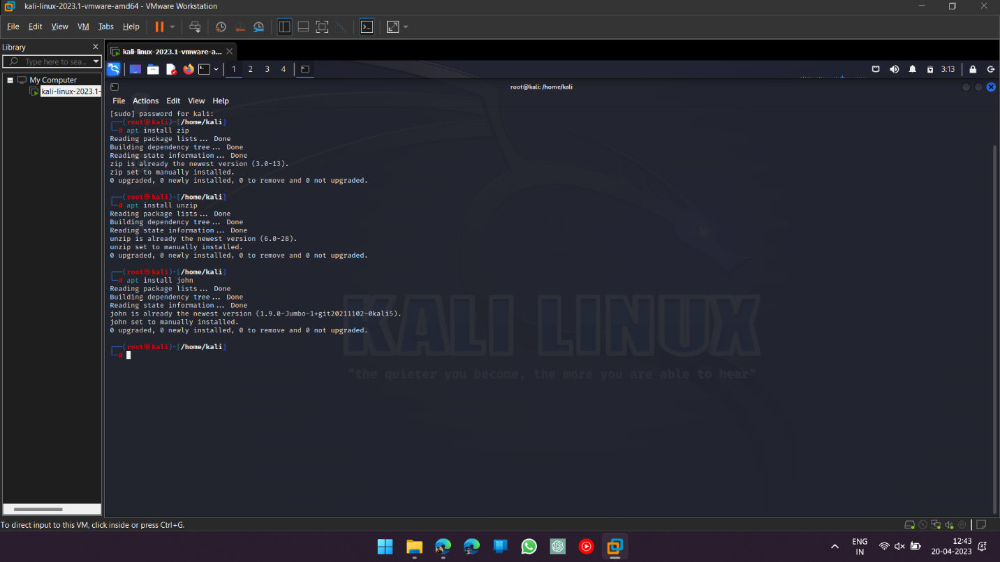 kali-linux-2023.1-vmware-amd64 - VMware Workstation
File Edit View VM Tabs Help
Library
Type here to sea...
My Computer
kali-linux-2023.1-
kali-linux-2023.1-vmware-a...
1 2 3 4
3:13
root@kali: /home/kali
File Actions Edit View Help
[sudo] password for kali:
┌──(root㉿kali)-[/home/kali]
└─# apt install zip
Reading package lists... Done
Building dependency tree... Done
Reading state information... Done
zip is already the newest version (3.0-13).
zip set to manually installed.
0 upgraded, 0 newly installed, 0 to remove and 0 not upgraded.
┌──(root㉿kali)-[/home/kali]
└─# apt install unzip
Reading package lists... Done
Building dependency tree... Done
Reading state information... Done
unzip is already the newest version (6.0-28).
unzip set to manually installed.
0 upgraded, 0 newly installed, 0 to remove and 0 not upgraded.
┌──(root㉿kali)-[/home/kali]
└─# apt install john
Reading package lists... Done
Building dependency tree... Done
Reading state information... Done
john is already the newest version (1.9.0-Jumbo-1+git20211102-0kali5).
john set to manually installed.
0 upgraded, 0 newly installed, 0 to remove and 0 not upgraded.
┌──(root㉿kali)-[/home/kali]
└─#
KALI LINUX
"the quieter you become, the more you are able to hear"
To direct input to this VM, click inside or press Ctrl+G.
ENG
IN
12:43
20-04-2023